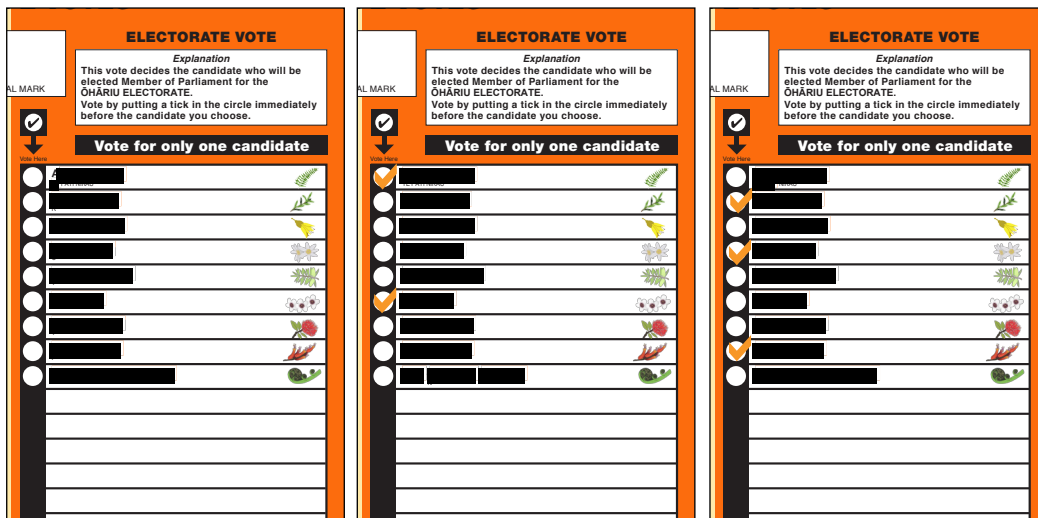 ELECTORATE VOTE
Explanation
This vote decides the candidate who will be
elected Member of Parliament for the
ŌHĀRIU ELECTORATE.
Vote by putting a tick in the circle immediately
before the candidate you choose.
AL MARK
Vote for only one candidate
Vote Here
ELECTORATE VOTE
Explanation
This vote decides the candidate who will be
elected Member of Parliament for the
ŌHĀRIU ELECTORATE.
Vote by putting a tick in the circle immediately
before the candidate you choose.
AL MARK
Vote for only one candidate
Vote Here
ELECTORATE VOTE
Explanation
This vote decides the candidate who will be
elected Member of Parliament for the
ŌHĀRIU ELECTORATE.
Vote by putting a tick in the circle immediately
before the candidate you choose.
AL MARK
Vote for only one candidate
Vote Here